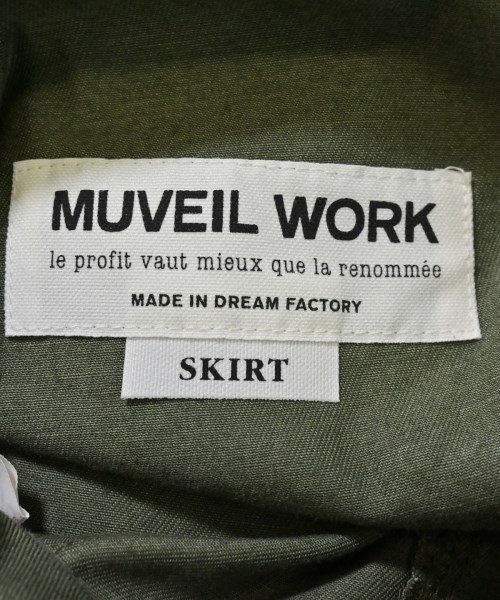 MUVEIL WORK
le profit vaut mieux que la renommée
MADE IN DREAM FACTORY
SKIRT